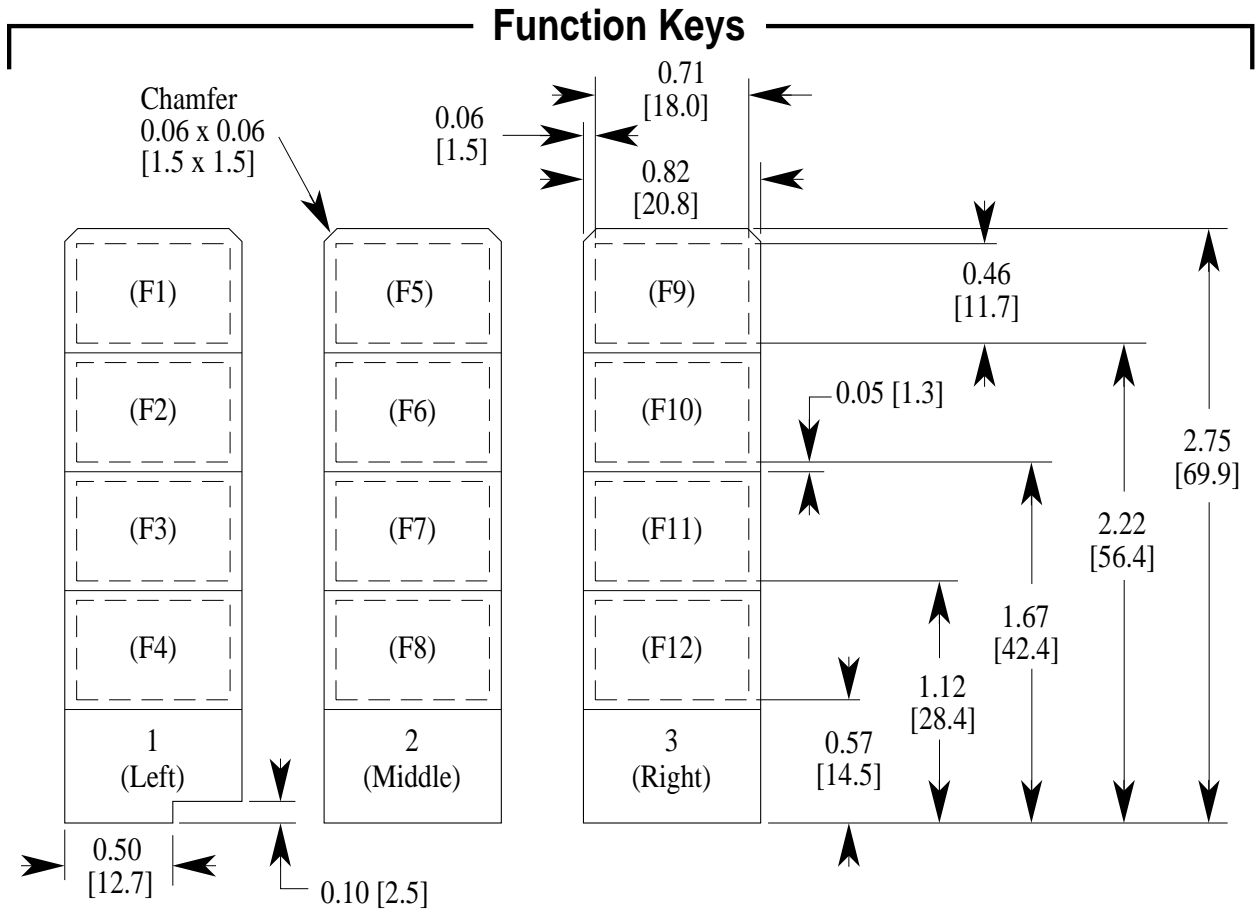 Function Keys
Chamfer
0.06 x 0.06
[1.5 x 1.5]
0.06
[1.5]
0.71
[18.0]
0.82
[20.8]
(F1)
(F5)
(F9)
0.46
[11.7]
(F2)
(F6)
(F10)
0.05 [1.3]
2.75
[69.9]
(F3)
(F7)
(F11)
2.22
[56.4]
(F4)
(F8)
(F12)
1.67
[42.4]
1.12
[28.4]
0.57
[14.5]
1
(Left)
2
(Middle)
3
(Right)
0.50
[12.7]
0.10 [2.5]